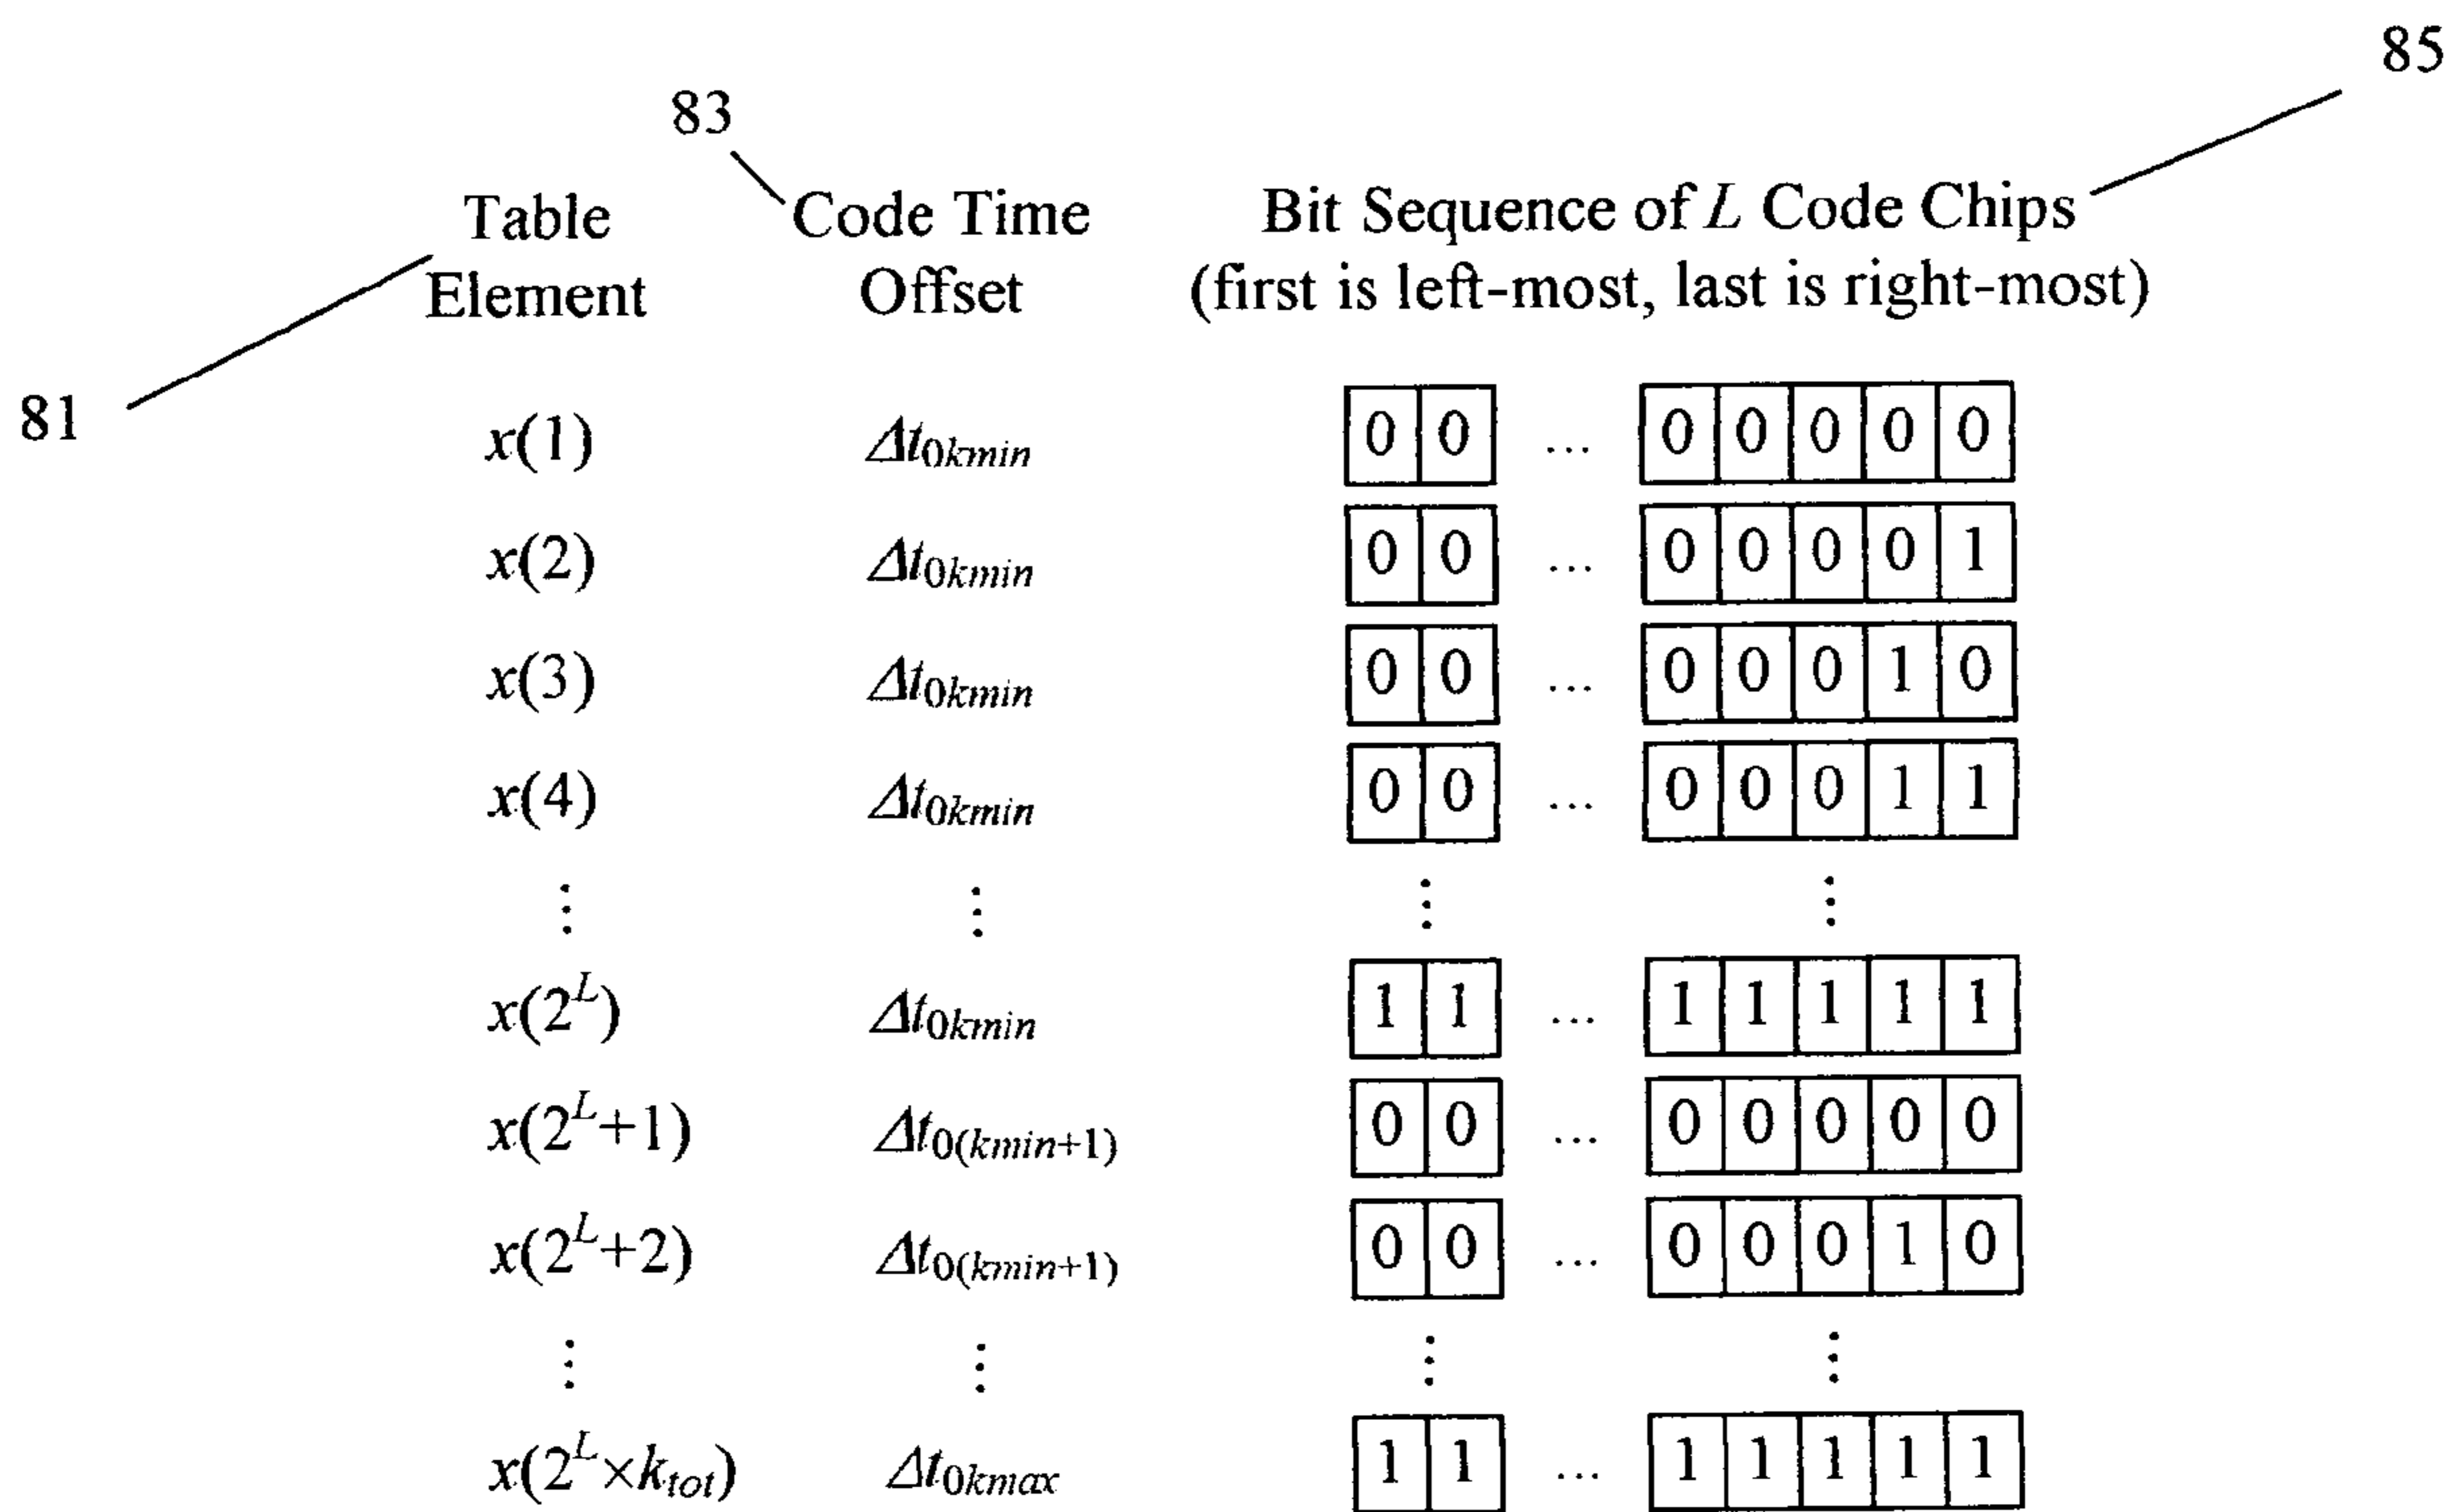 85
83
Table Code Time Bit Sequence of L Code Chips
Element Offset (first is left-most, last is right-most)
81
x(1) Δt0kmin 0 0 ... 0 0 0 0 0
x(2) Δt0kmin 0 0 ... 0 0 0 0 1
x(3) Δt0kmin 0 0 ... 0 0 0 1 0
x(4) Δt0kmin 0 0 ... 0 0 0 1 1
⋮ ⋮ ⋮ ⋮
x(2^L) Δt0kmin 1 1 ... 1 1 1 1 1
x(2^L+1) Δt0(kmin+1) 0 0 ... 0 0 0 0 0
x(2^L+2) Δt0(kmin+1) 0 0 ... 0 0 0 1 0
⋮ ⋮ ⋮ ⋮
x(2^L×ktot) Δt0kmax 1 1 ... 1 1 1 1 1